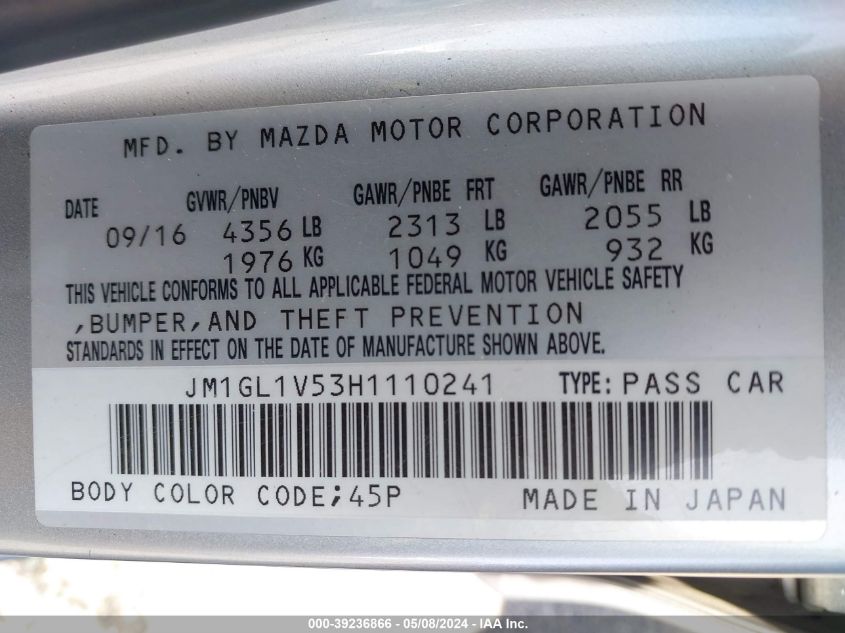 MFD. BY MAZDA MOTOR CORPORATION
DATE GVWR/PNBV GAWR/PNBE FRT GAWR/PNBE RR
09/16 4356 LB 2313 LB 2055 LB
1976 KG 1049 KG 932 KG
THIS VEHICLE CONFORMS TO ALL APPLICABLE FEDERAL MOTOR VEHICLE SAFETY
,BUMPER,AND THEFT PREVENTION
STANDARDS IN EFFECT ON THE DATE OF MANUFACTURE SHOWN ABOVE.
JM1GL1V53H1110241 TYPE: PASS CAR
BODY COLOR CODE;45P MADE IN JAPAN
000-39236866 - 05/08/2024 - IAA Inc.